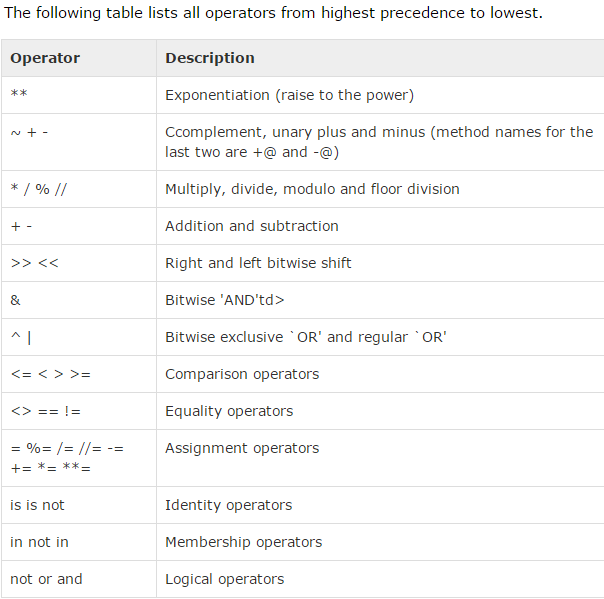 The following table lists all operators from highest precedence to lowest.
Operator Description
** Exponentiation (raise to the power)
~ + - Ccomplement, unary plus and minus (method names for the
last two are +@ and -@)
* / % // Multiply, divide, modulo and floor division
+ - Addition and subtraction
>> << Right and left bitwise shift
& Bitwise 'AND'td>
^ | Bitwise exclusive `OR' and regular `OR'
<= < > >= Comparison operators
<> == != Equality operators
= %= /= //= -= Assignment operators
+= *= **=
is is not Identity operators
in not in Membership operators
not or and Logical operators